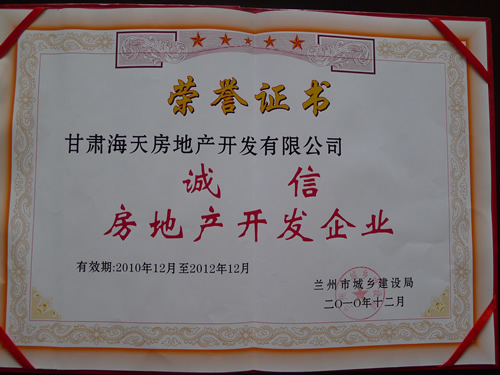 荣誉证书
甘肃海天房地产开发有限公司
诚 信
房地产开发企业
有效期:2010年12月至2012年12月
兰州市城乡建设局
二〇一〇年十二月